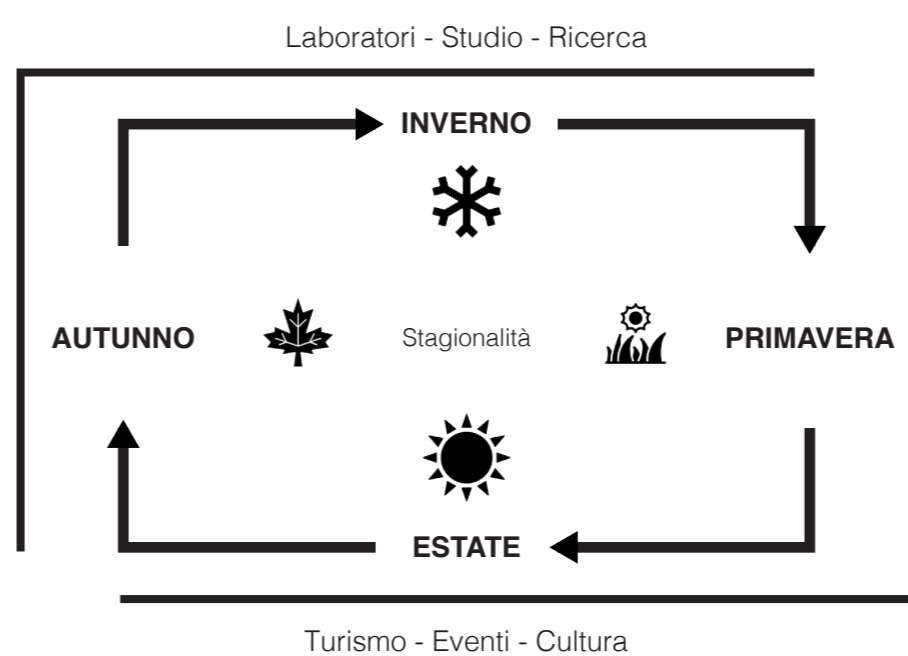 Laboratori - Studio - Ricerca
INVERNO
AUTUNNO
Stagionalità
PRIMAVERA
ESTATE
Turismo - Eventi - Cultura